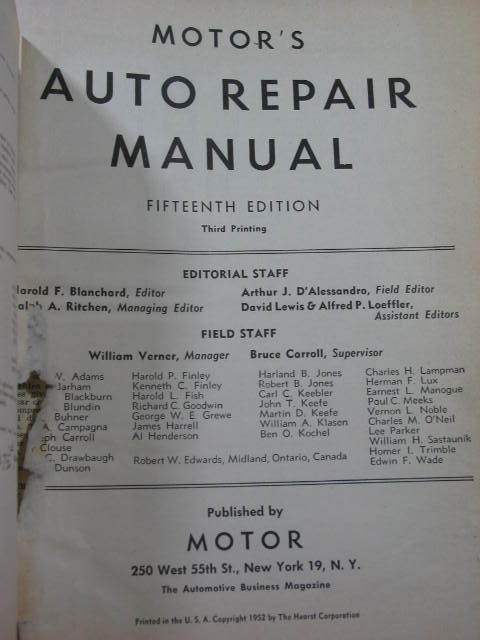 MOTOR'S
AUTO REPAIR
MANUAL
FIFTEENTH EDITION
Third Printing
EDITORIAL STAFF
Harold F. Blanchard, Editor
Ralph A. Ritchen, Managing Editor
Arthur J. D'Alessandro, Field Editor
David Lewis & Alfred P. Loeffler,
Assistant Editors
FIELD STAFF
William Verner, Manager Bruce Carroll, Supervisor
W. Adams
Jarham
Blackburn
Blundin
Buhner
A. Campagna
ph Carroll
Clouse
C. Drawbaugh
Dunson
Harold P. Finley
Kenneth C. Finley
Harold L. Fish
Richard C. Goodwin
George W. E. Grewe
James Harrell
Al Henderson
Harland B. Jones
Robert B. Jones
Carl C. Keebler
John T. Keefe
Martin D. Keefe
William A. Klasen
Ben O. Kochel
Robert W. Edwards, Midland, Ontario, Canada
Charles H. Lampman
Herman F. Lux
Earnest L. Manogue
Paul C. Meeks
Vernon L. Noble
Charles M. O'Neil
Lee Parker
William H. Sastaunik
Homer I. Trimble
Edwin F. Wade
Published by
MOTOR
250 West 55th St., New York 19, N. Y.
The Automotive Business Magazine
Printed in the U. S. A. Copyright 1952 by The Hearst Corporation